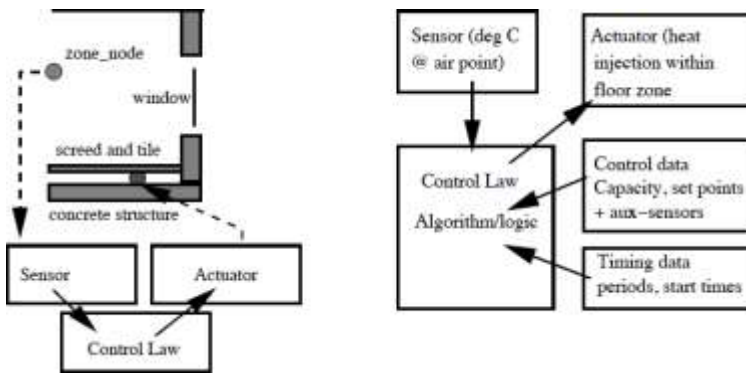 zone_node
window
screed and tile
concrete structure
Sensor
Actuator
Control Law
Sensor (deg C
@ air point)
Actuator (heat
injection within
floor zone
Control Law
Algorithm/logic
Control data
Capacity, set points
+ aux-sensors
Timing data
periods, start times